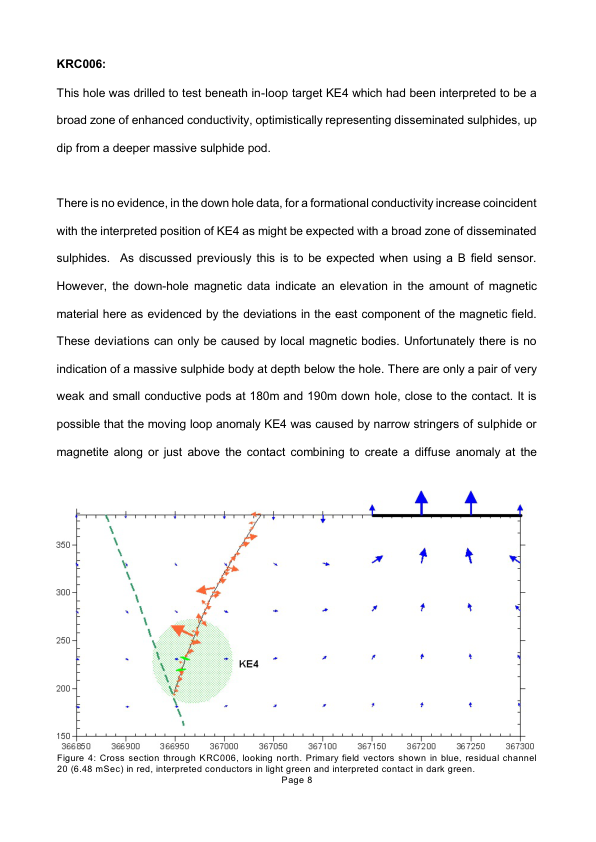 KRC006:
This hole was drilled to test beneath in-loop target KE4 which had been interpreted to be a
broad zone of enhanced conductivity, optimistically representing disseminated sulphides, up
dip from a deeper massive sulphide pod.
There is no evidence, in the down hole data, for a formational conductivity increase coincident
with the interpreted position of KE4 as might be expected with a broad zone of disseminated
sulphides.  As discussed previously this is to be expected when using a B field sensor.
However, the down-hole magnetic data indicate an elevation in the amount of magnetic
material here as evidenced by the deviations in the east component of the magnetic field.
These deviations can only be caused by local magnetic bodies. Unfortunately there is no
indication of a massive sulphide body at depth below the hole. There are only a pair of very
weak and small conductive pods at 180m and 190m down hole, close to the contact. It is
possible that the moving loop anomaly KE4 was caused by narrow stringers of sulphide or
magnetite along or just above the contact combining to create a diffuse anomaly at the
350
300
250
KE4
200
150
366850 366900 366950 367000 367050 367100 367150 367200 367250 367300
Figure 4: Cross section through KRC006, looking north. Primary field vectors shown in blue, residual channel
20 (6.48 mSec) in red, interpreted conductors in light green and interpreted contact in dark green.
Page 8